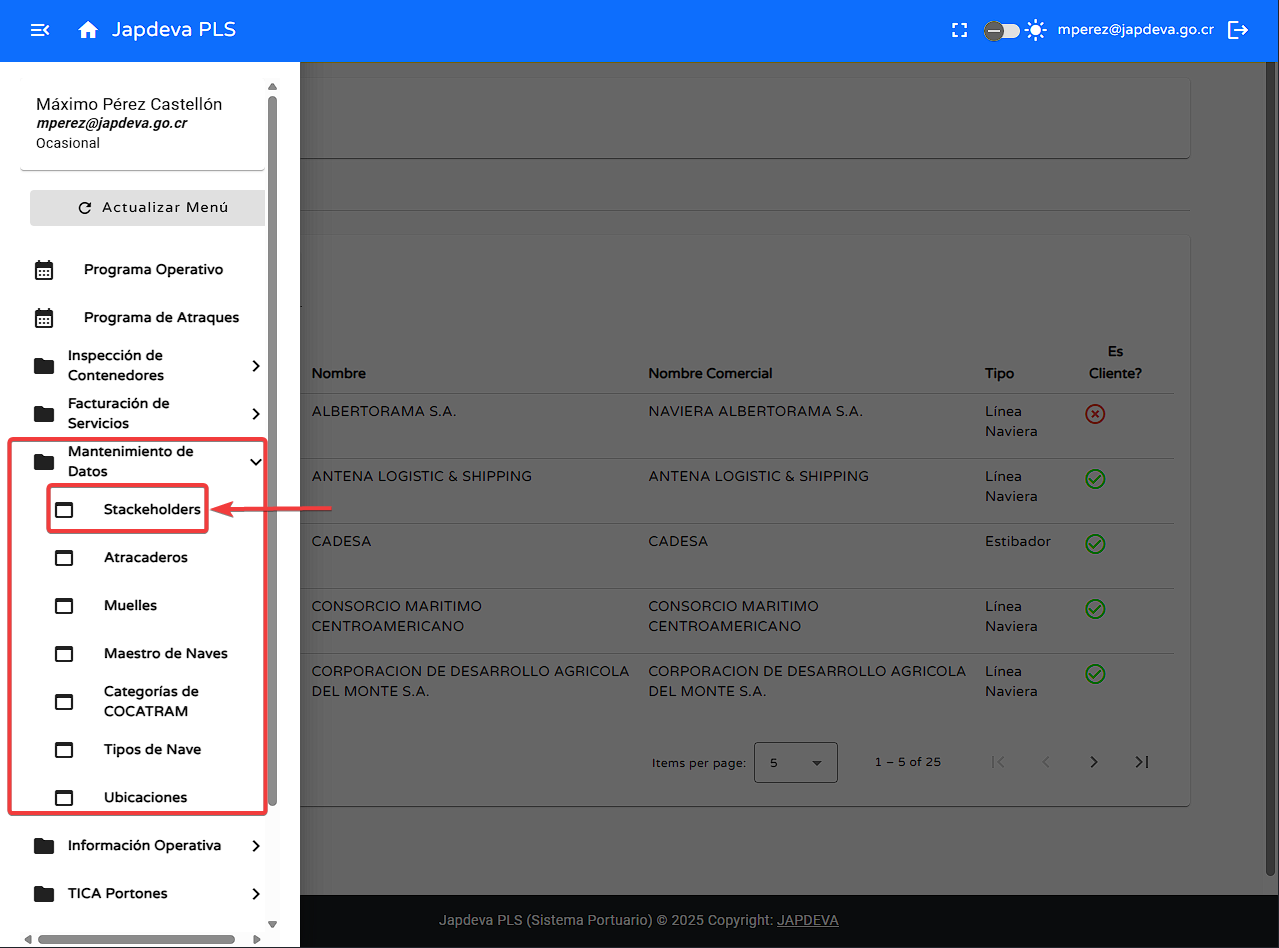 Japdeva PLS
mperez@japdeva.go.cr
Máximo Pérez Castellón
mperez@japdeva.go.cr
Ocasional
Actualizar Menú
Programa Operativo
Programa de Atraques
Inspección de
Contenedores
Facturación de
Servicios
Mantenimiento de
Datos
Stackeholders
Atracaderos
Muelles
Maestro de Naves
Categorías de
COCATRAM
Tipos de Nave
Ubicaciones
Información Operativa
TICA Portones
Es
Nombre Nombre Comercial Tipo Cliente?
ALBERTORAMA S.A. NAVIERA ALBERTORAMA S.A. Línea
Naviera
ANTENA LOGISTIC & SHIPPING ANTENA LOGISTIC & SHIPPING Línea
Naviera
CADESA CADESA Estibador
CONSORCIO MARITIMO CONSORCIO MARITIMO Línea
CENTROAMERICANO CENTROAMERICANO Naviera
CORPORACION DE DESARROLLO AGRICOLA CORPORACION DE DESARROLLO AGRICOLA Línea
DEL MONTE S.A. DEL MONTE S.A. Naviera
Items per page: 5 1 – 5 of 25
Japdeva PLS (Sistema Portuario) © 2025 Copyright: JAPDEVA